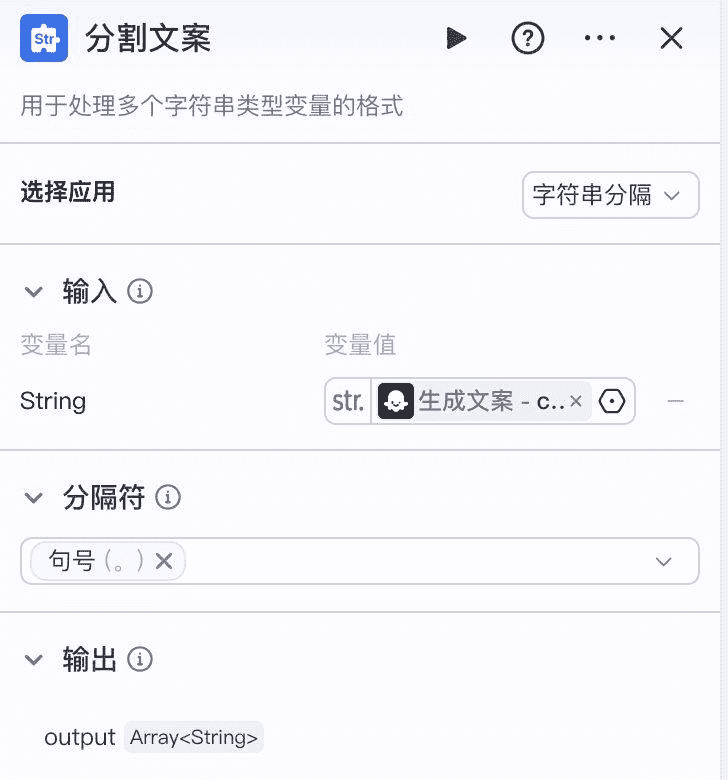 Str 分割文案
用于处理多个字符串类型变量的格式
选择应用 字符串分隔
输入
变量名 变量值
String str. 生成文案 - c..
分隔符
句号（。）
输出
output Array<String>